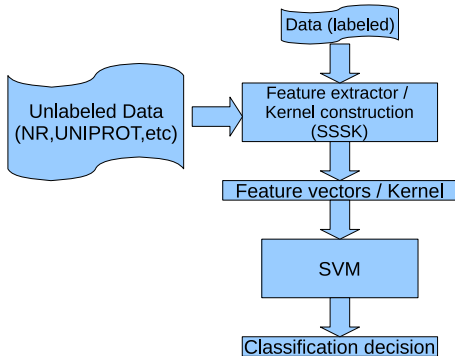 Data (labeled)
Unlabeled Data
(NR,UNIPROT,etc)
Feature extractor /
Kernel construction
(SSSK)
Feature vectors / Kernel
SVM
Classification decision